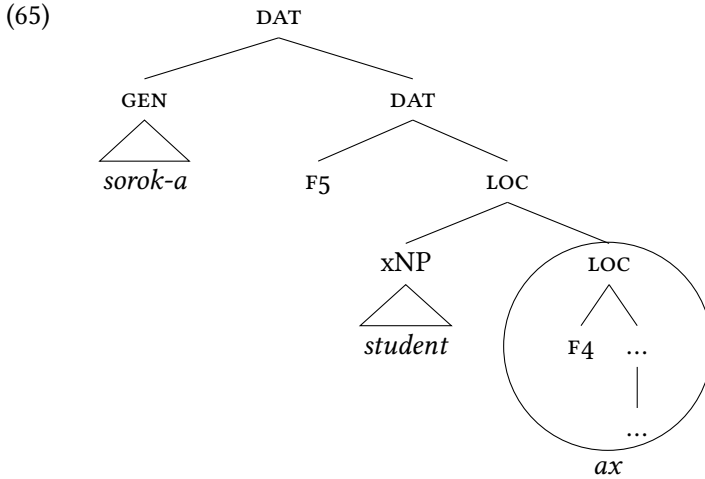 (65)
DAT
GEN DAT
sorok-a F5 LOC
xNP LOC
student F4 ...
...
ax